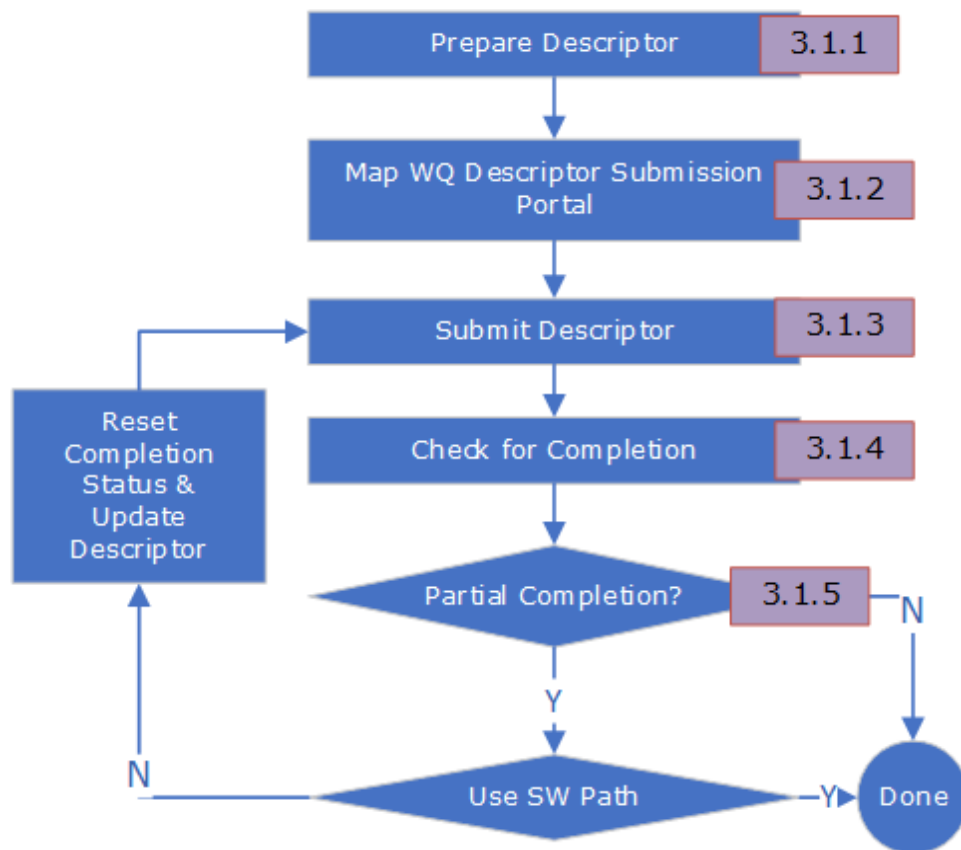 Prepare Descriptor
3.1.1
Map WQ Descriptor Submission
Portal
3.1.2
Submit Descriptor
3.1.3
Reset
Completion
Status &
Update
Descriptor
Check for Completion
3.1.4
Partial Completion?
3.1.5
N
Y
N
Use SW Path
Y
Done